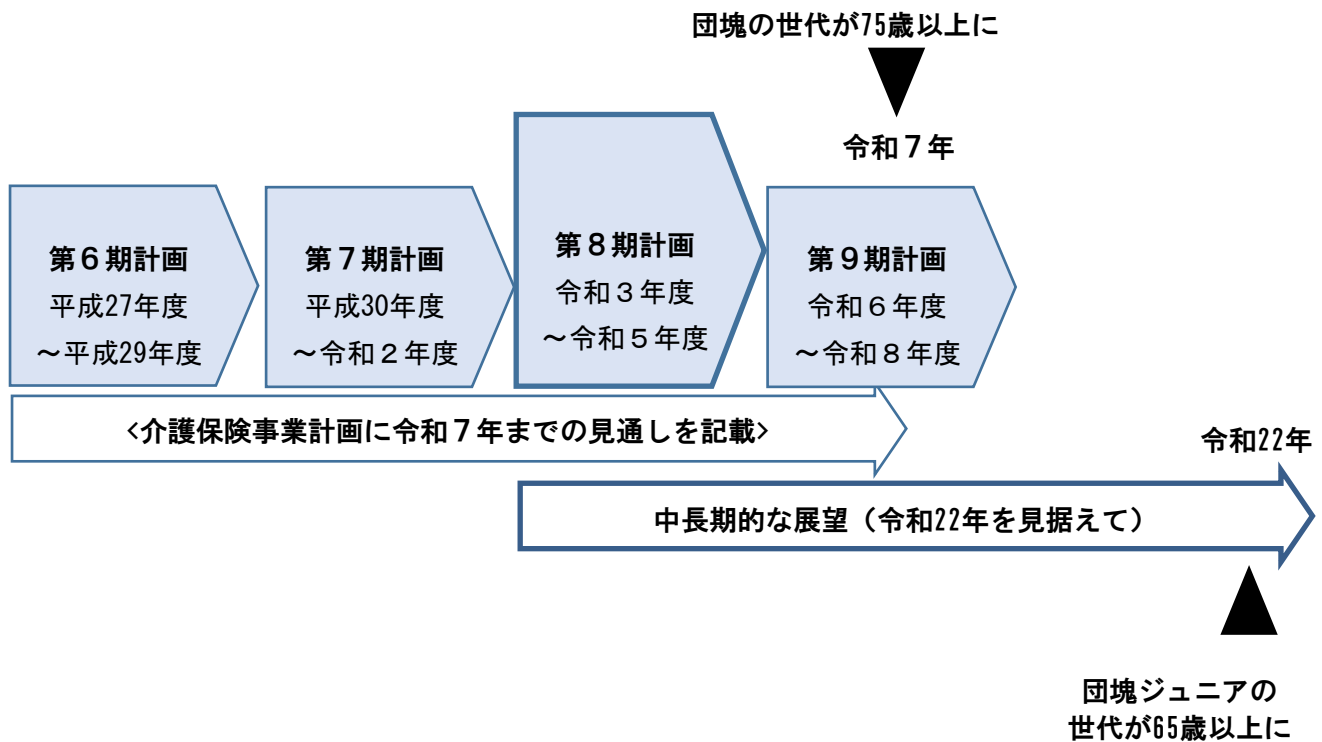 団塊の世代が75歳以上に
令和７年
第６期計画
平成27年度
～平成29年度
第７期計画
平成30年度
～令和２年度
第８期計画
令和３年度
～令和５年度
第９期計画
令和６年度
～令和８年度
<介護保険事業計画に令和７年までの見通しを記載>
令和22年
中長期的な展望（令和22年を見据えて）
団塊ジュニアの
世代が65歳以上に